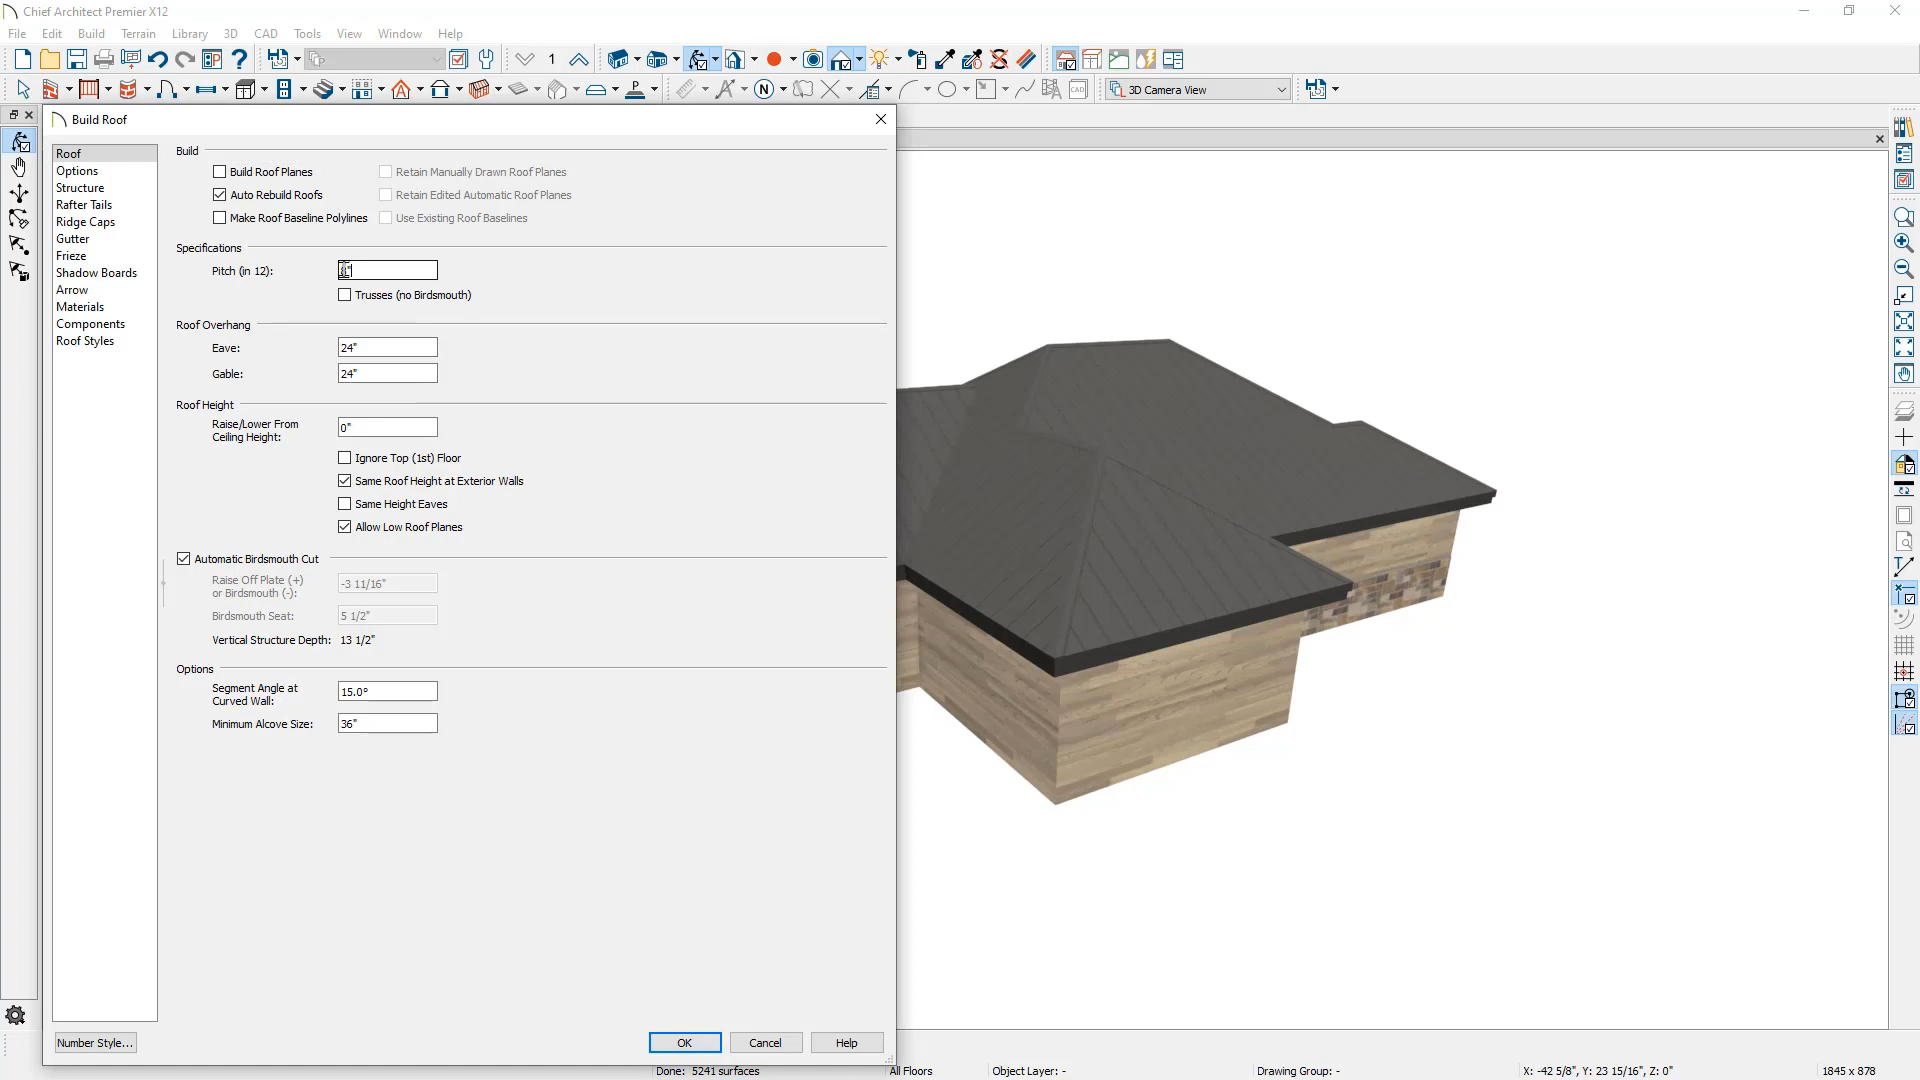 Chief Architect Premier X12
File Edit Build Terrain Library 3D CAD Tools View Window Help
1
3D Camera View
Build Roof
Roof
Options
Structure
Rafter Tails
Ridge Caps
Gutter
Frieze
Shadow Boards
Arrow
Materials
Components
Roof Styles
Build
Build Roof Planes Retain Manually Drawn Roof Planes
Auto Rebuild Roofs Retain Edited Automatic Roof Planes
Make Roof Baseline Polylines Use Existing Roof Baselines
Specifications
Pitch (in 12):
Trusses (no Birdsmouth)
Roof Overhang
Eave: 24"
Gable: 24"
Roof Height
Raise/Lower From
Ceiling Height: 0"
Ignore Top (1st) Floor
Same Roof Height at Exterior Walls
Same Height Eaves
Allow Low Roof Planes
Automatic Birdsmouth Cut
Raise Off Plate (+)
or Birdsmouth (-): -3 11/16"
Birdsmouth Seat: 5 1/2"
Vertical Structure Depth: 13 1/2"
Options
Segment Angle at
Curved Wall: 15.0°
Minimum Alcove Size: 36"
Number Style... OK Cancel Help
Done: 5241 surfaces All Floors Object Layer: - Drawing Group: - X: -42 5/8", Y: 23 15/16", Z: 0" 1845 x 878